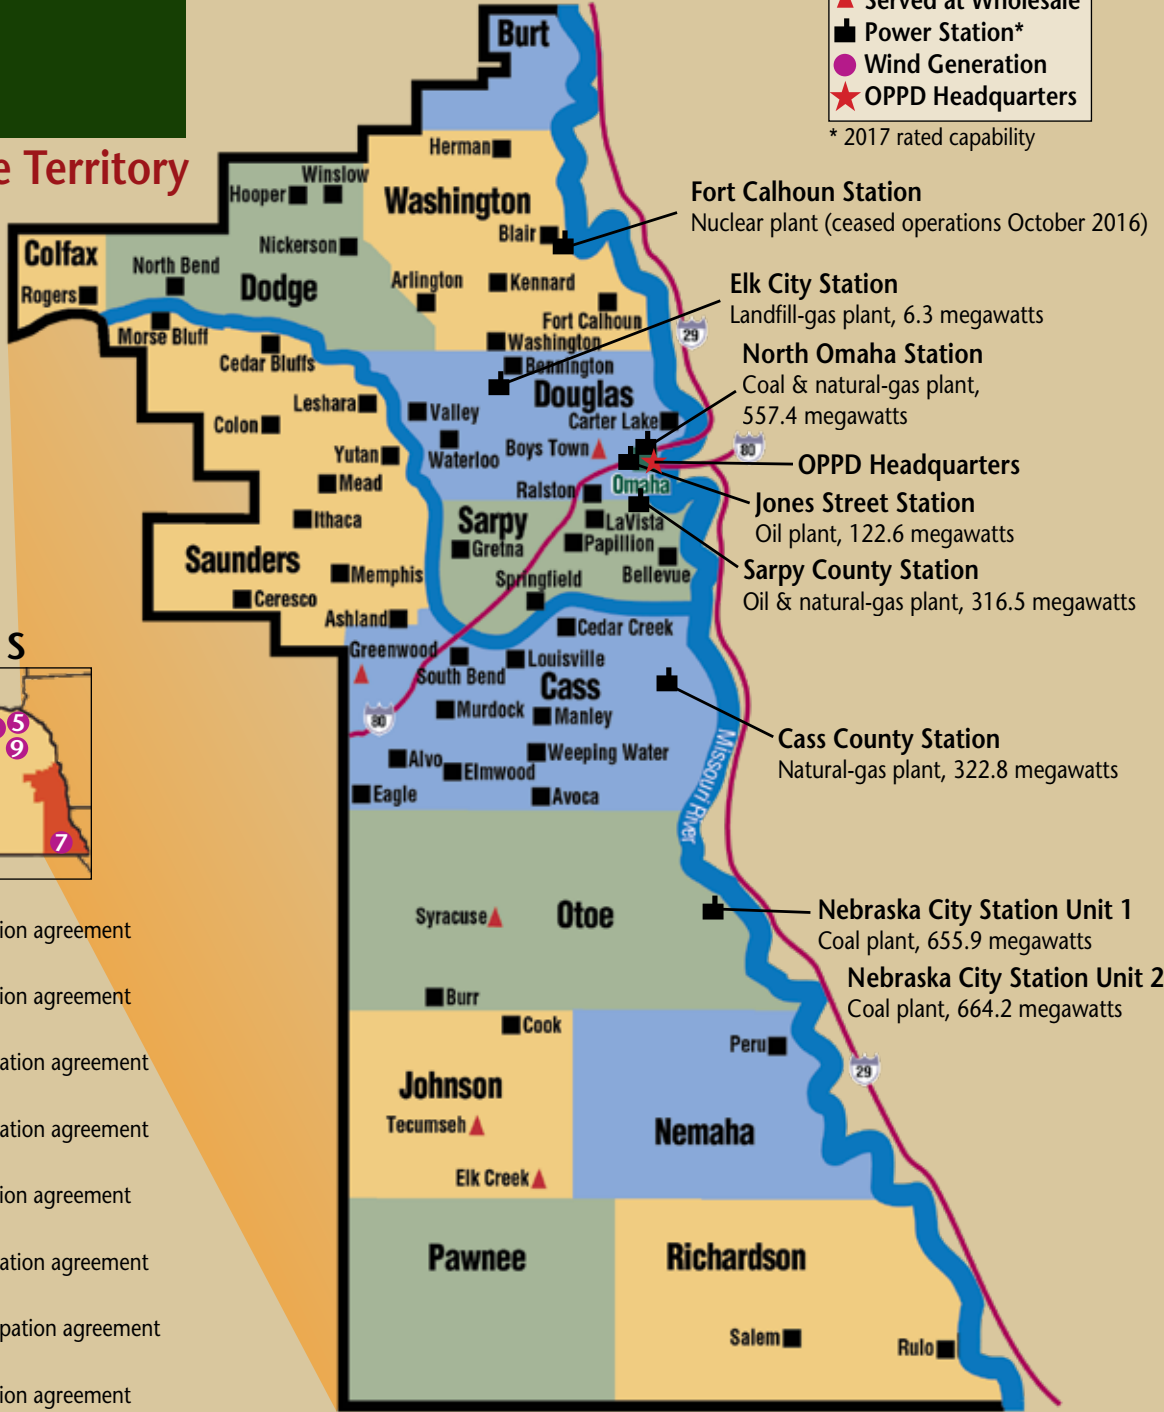 Served at Wholesale
Power Station*
Wind Generation
OPPD Headquarters
* 2017 rated capability
e Territory
Burt
Herman
Winslow
Hooper
Washington
Fort Calhoun Station
Nuclear plant (ceased operations October 2016)
Blair
Nickerson
Colfax
North Bend
Dodge
Rogers
Arlington
Kennard
Elk City Station
Landfill-gas plant, 6.3 megawatts
Fort Calhoun
29
Morse Bluff
Washington
Cedar Bluffs
Bennington
North Omaha Station
Coal & natural-gas plant,
557.4 megawatts
Douglas
Leshara
Valley
Colon
Carter Lake
Yutan
Waterloo
Boys Town
80
OPPD Headquarters
Mead
Ralston
Omaha
Jones Street Station
Oil plant, 122.6 megawatts
Ithaca
Sarpy
LaVista
Gretna
Papillion
Saunders
Memphis
Springfield
Bellevue
Sarpy County Station
Oil & natural-gas plant, 316.5 megawatts
Ceresco
Ashland
Cedar Creek
S
Greenwood
South Bend
Louisville
Cass
80
Murdock
Manley
5
9
Missouri River
Cass County Station
Natural-gas plant, 322.8 megawatts
Alvo
Weeping Water
Elmwood
Eagle
Avoca
7
Syracuse
Otoe
Nebraska City Station Unit 1
Coal plant, 655.9 megawatts
Nebraska City Station Unit 2
Coal plant, 664.2 megawatts
ion agreement
ion agreement
ation agreement
ation agreement
ion agreement
ation agreement
pation agreement
ion agreement
Burr
Cook
Peru
29
Johnson
Tecumseh
Nemaha
Elk Creek
Pawnee
Richardson
Salem
Rulo